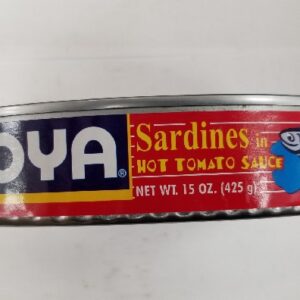 OYA®
Sardines in
HOT TOMATO SAUCE
NET WT. 15 OZ. (425 g)